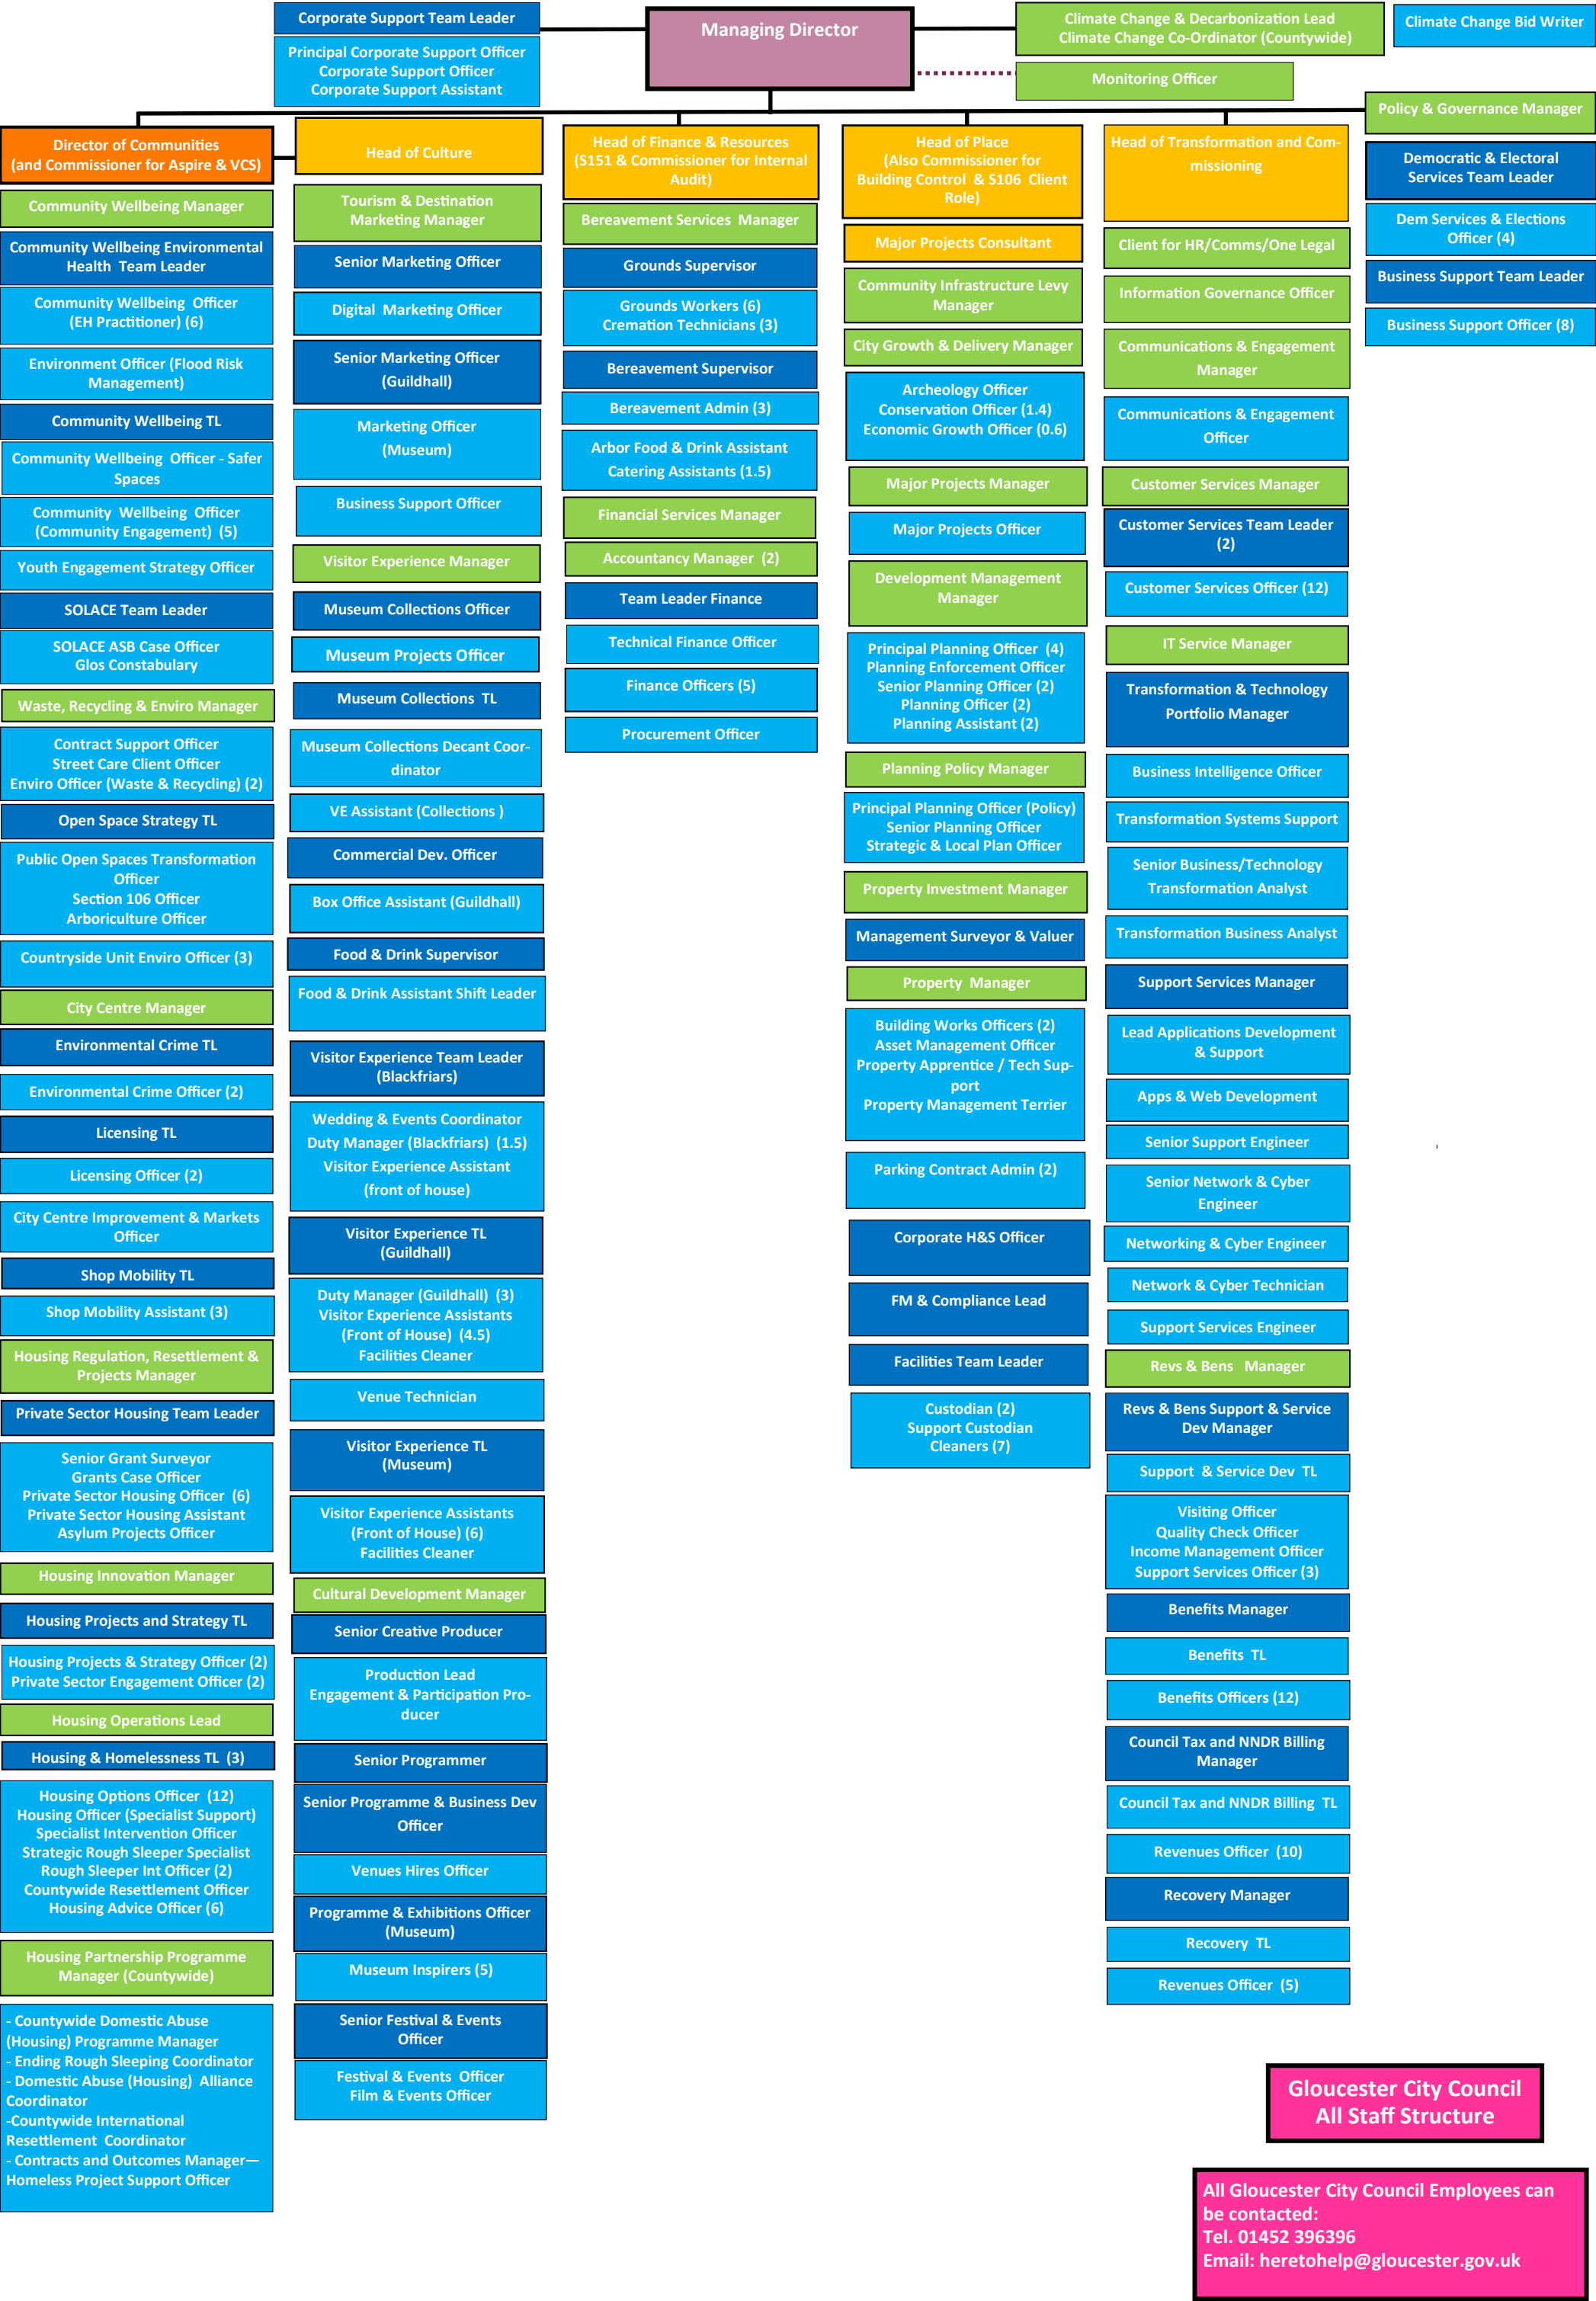 Corporate Support Team Leader
Principal Corporate Support Officer
Corporate Support Officer
Corporate Support Assistant
Managing Director
Climate Change & Decarbonization Lead
Climate Change Co-Ordinator (Countywide)
Climate Change Bid Writer
Monitoring Officer
Director of Communities
(and Commissioner for Aspire & VCS)
Community Wellbeing Manager
Community Wellbeing Environmental
Health Team Leader
Community Wellbeing Officer
(EH Practitioner) (6)
Environment Officer (Flood Risk
Management)
Community Wellbeing TL
Community Wellbeing Officer - Safer
Spaces
Community Wellbeing Officer
(Community Engagement) (5)
Youth Engagement Strategy Officer
SOLACE Team Leader
SOLACE ASB Case Officer
Glos Constabulary
Waste, Recycling & Enviro Manager
Contract Support Officer
Street Care Client Officer
Enviro Officer (Waste & Recycling) (2)
Open Space Strategy TL
Public Open Spaces Transformation
Officer
Section 106 Officer
Arboriculture Officer
Countryside Unit Enviro Officer (3)
City Centre Manager
Environmental Crime TL
Environmental Crime Officer (2)
Licensing TL
Licensing Officer (2)
City Centre Improvement & Markets
Officer
Shop Mobility TL
Shop Mobility Assistant (3)
Housing Regulation, Resettlement &
Projects Manager
Private Sector Housing Team Leader
Senior Grant Surveyor
Grants Case Officer
Private Sector Housing Officer (6)
Private Sector Housing Assistant
Asylum Projects Officer
Housing Innovation Manager
Housing Projects and Strategy TL
Housing Projects & Strategy Officer (2)
Private Sector Engagement Officer (2)
Housing Operations Lead
Housing & Homelessness TL (3)
Housing Options Officer (12)
Housing Officer (Specialist Support)
Specialist Intervention Officer
Strategic Rough Sleeper Specialist
Rough Sleeper Int Officer (2)
Countywide Resettlement Officer
Housing Advice Officer (6)
Housing Partnership Programme
Manager (Countywide)
- Countywide Domestic Abuse
(Housing) Programme Manager
- Ending Rough Sleeping Coordinator
- Domestic Abuse (Housing) Alliance
Coordinator
-Countywide International
Resettlement Coordinator
- Contracts and Outcomes Manager—
Homeless Project Support Officer
Head of Culture
Tourism & Destination
Marketing Manager
Senior Marketing Officer
Digital Marketing Officer
Senior Marketing Officer
(Guildhall)
Marketing Officer
(Museum)
Business Support Officer
Visitor Experience Manager
Museum Collections Officer
Museum Projects Officer
Museum Collections TL
Museum Collections Decant Coor-
dinator
VE Assistant (Collections )
Commercial Dev. Officer
Box Office Assistant (Guildhall)
Food & Drink Supervisor
Food & Drink Assistant Shift Leader
Visitor Experience Team Leader
(Blackfriars)
Wedding & Events Coordinator
Duty Manager (Blackfriars) (1.5)
Visitor Experience Assistant
(front of house)
Visitor Experience TL
(Guildhall)
Duty Manager (Guildhall) (3)
Visitor Experience Assistants
(Front of House) (4.5)
Facilities Cleaner
Venue Technician
Visitor Experience TL
(Museum)
Visitor Experience Assistants
(Front of House) (6)
Facilities Cleaner
Cultural Development Manager
Senior Creative Producer
Production Lead
Engagement & Participation Pro-
ducer
Senior Programmer
Senior Programme & Business Dev
Officer
Venues Hires Officer
Programme & Exhibitions Officer
(Museum)
Museum Inspirers (5)
Senior Festival & Events
Officer
Festival & Events Officer
Film & Events Officer
Head of Finance & Resources
(S151 & Commissioner for Internal
Audit)
Bereavement Services Manager
Grounds Supervisor
Grounds Workers (6)
Cremation Technicians (3)
Bereavement Supervisor
Bereavement Admin (3)
Arbor Food & Drink Assistant
Catering Assistants (1.5)
Financial Services Manager
Accountancy Manager (2)
Team Leader Finance
Technical Finance Officer
Finance Officers (5)
Procurement Officer
Head of Place
(Also Commissioner for
Building Control & S106 Client
Role)
Major Projects Consultant
Community Infrastructure Levy
Manager
City Growth & Delivery Manager
Archeology Officer
Conservation Officer (1.4)
Economic Growth Officer (0.6)
Major Projects Manager
Major Projects Officer
Development Management
Manager
Principal Planning Officer (4)
Planning Enforcement Officer
Senior Planning Officer (2)
Planning Officer (2)
Planning Assistant (2)
Planning Policy Manager
Principal Planning Officer (Policy)
Senior Planning Officer
Strategic & Local Plan Officer
Property Investment Manager
Management Surveyor & Valuer
Property Manager
Building Works Officers (2)
Asset Management Officer
Property Apprentice / Tech Sup-
port
Property Management Terrier
Parking Contract Admin (2)
Corporate H&S Officer
FM & Compliance Lead
Facilities Team Leader
Custodian (2)
Support Custodian
Cleaners (7)
Head of Transformation and Com-
missioning
Client for HR/Comms/One Legal
Information Governance Officer
Communications & Engagement
Manager
Communications & Engagement
Officer
Customer Services Manager
Customer Services Team Leader
(2)
Customer Services Officer (12)
IT Service Manager
Transformation & Technology
Portfolio Manager
Business Intelligence Officer
Transformation Systems Support
Senior Business/Technology
Transformation Analyst
Transformation Business Analyst
Support Services Manager
Lead Applications Development
& Support
Apps & Web Development
Senior Support Engineer
Senior Network & Cyber
Engineer
Networking & Cyber Engineer
Network & Cyber Technician
Support Services Engineer
Revs & Bens Manager
Revs & Bens Support & Service
Dev Manager
Support & Service Dev TL
Visiting Officer
Quality Check Officer
Income Management Officer
Support Services Officer (3)
Benefits Manager
Benefits TL
Benefits Officers (12)
Council Tax and NNDR Billing
Manager
Council Tax and NNDR Billing TL
Revenues Officer (10)
Recovery Manager
Recovery TL
Revenues Officer (5)
Policy & Governance Manager
Democratic & Electoral
Services Team Leader
Dem Services & Elections
Officer (4)
Business Support Team Leader
Business Support Officer (8)
Gloucester City Council
All Staff Structure
All Gloucester City Council Employees can
be contacted:
Tel. 01452 396396
Email: heretohelp@gloucester.gov.uk